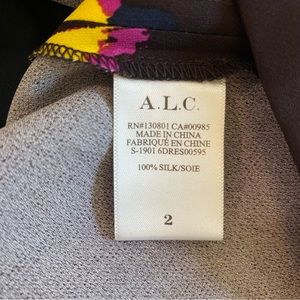 A.L.C.
RN#130801 CA#00985
MADE IN CHINA
FABRIQUÉ EN CHINE
S-1901 6DRES00595
100% SILK/SOIE
2